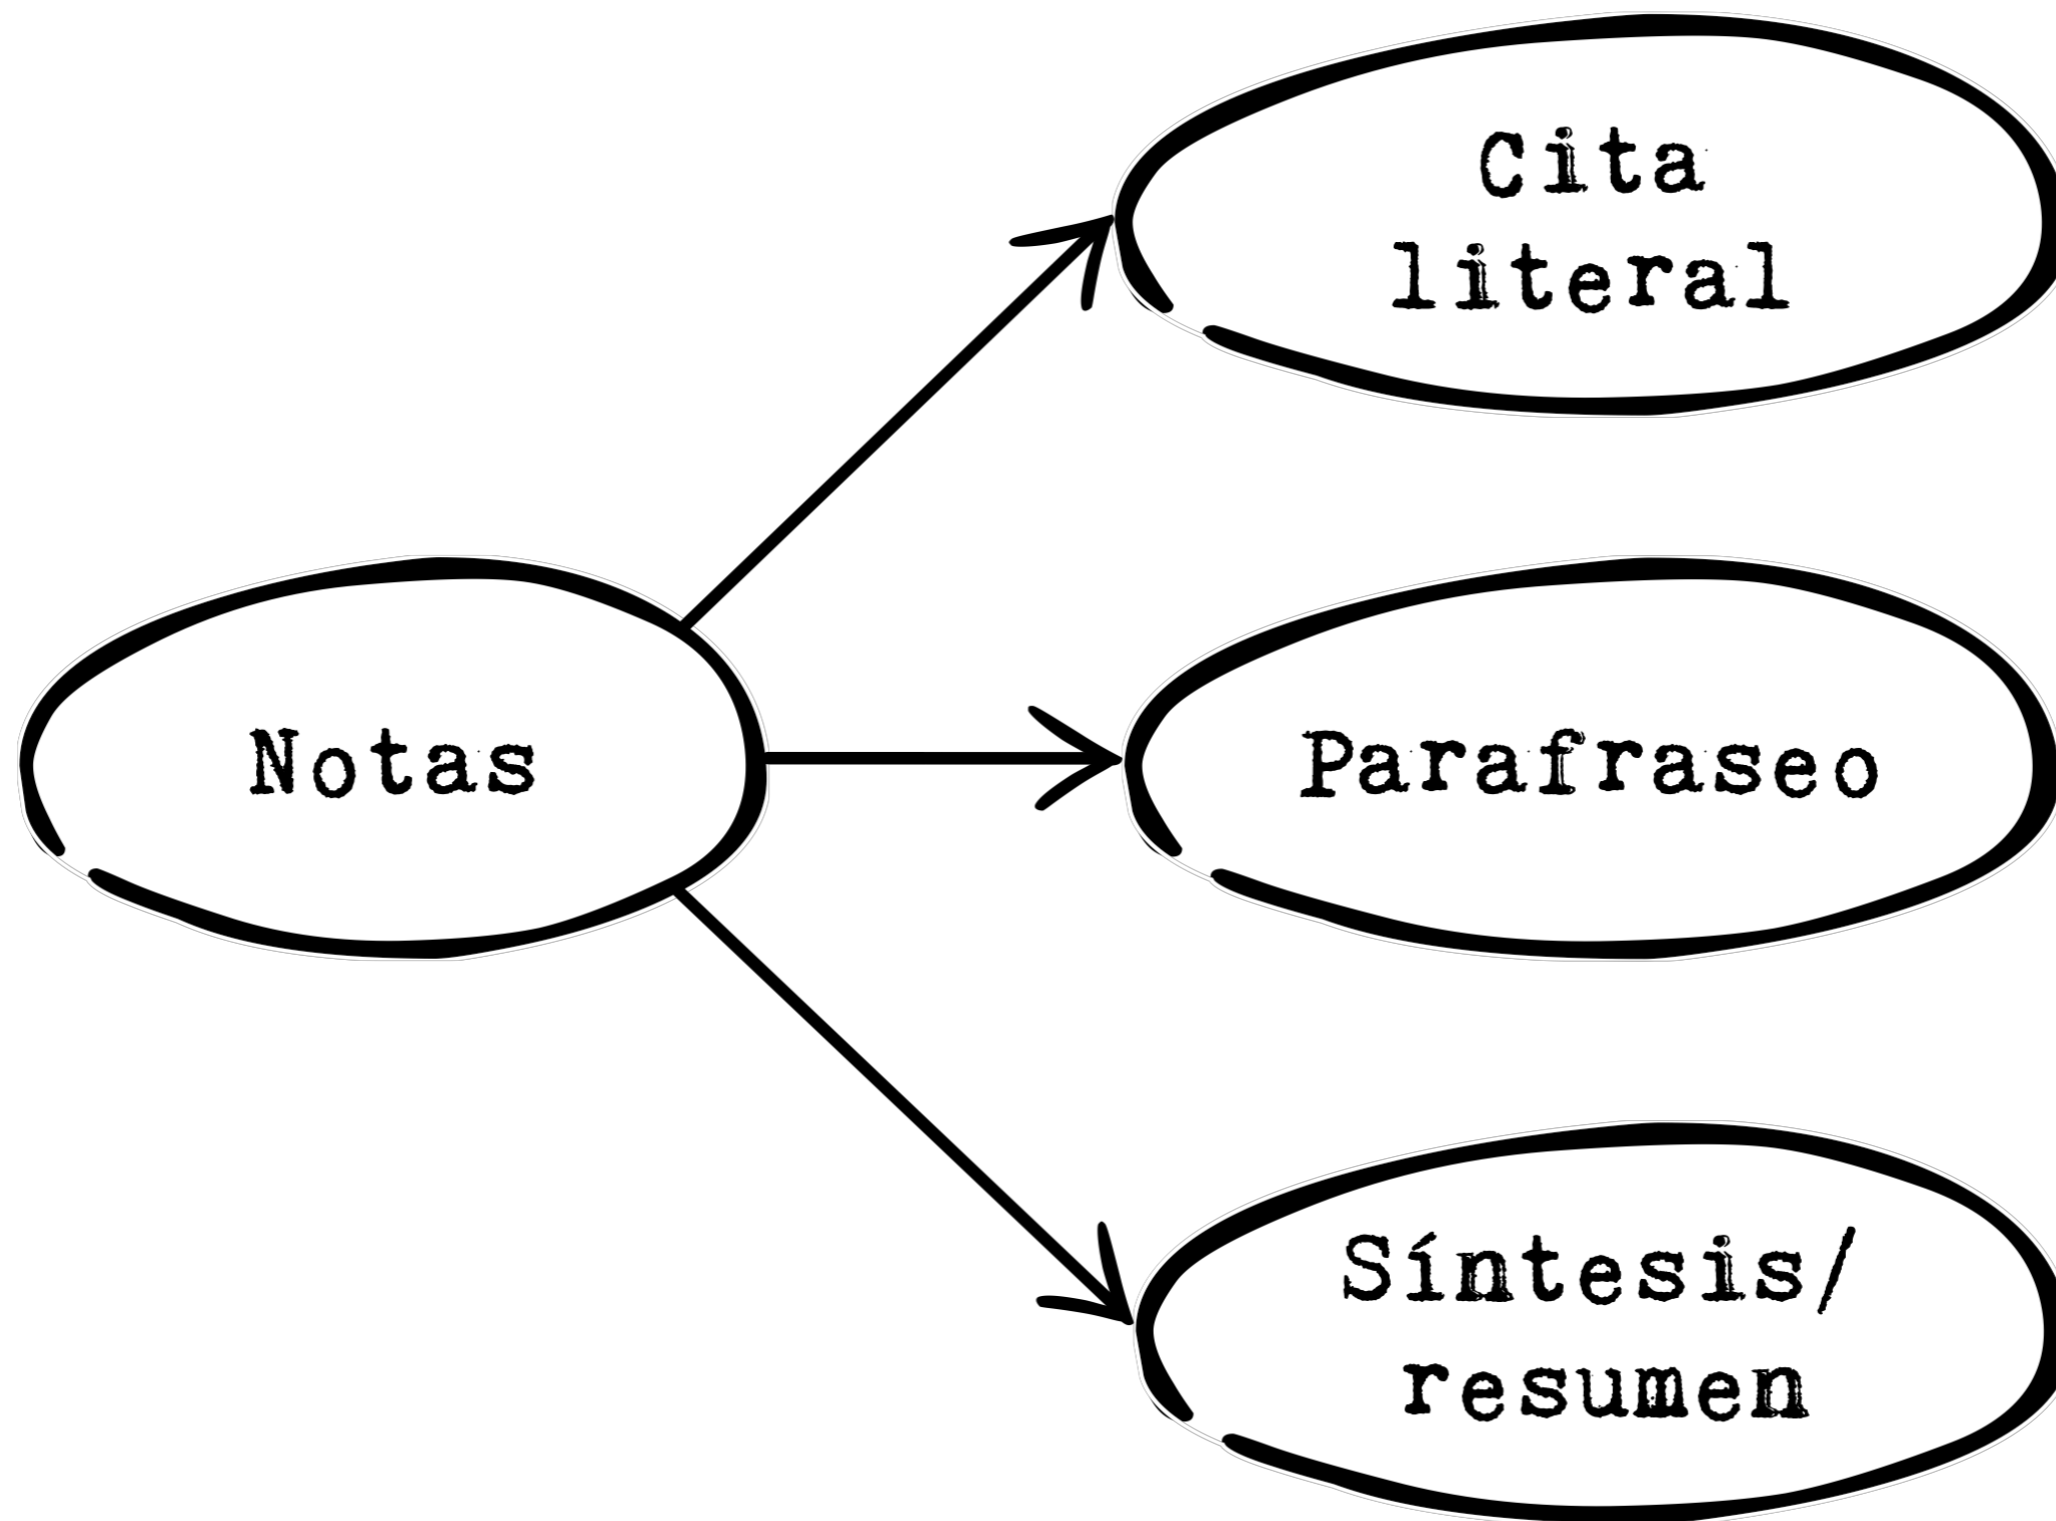 Cita
literal
Notas
Parafraseo
Síntesis/
resumen